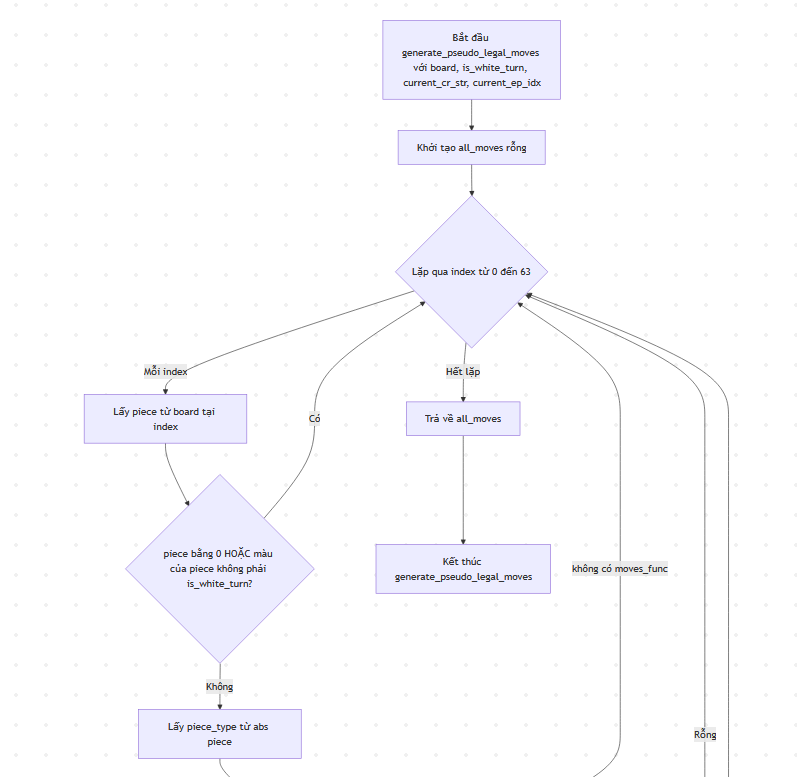 Bắt đầu
generate_pseudo_legal_moves
với board, is_white_turn,
current_cr_str, current_ep_idx
Khởi tạo all_moves rỗng
Lặp qua index từ 0 đến 63
Mỗi index
Có
Hết lặp
Lấy piece từ board tại
index
Trả về all_moves
piece bằng 0 HOẶC màu
của piece không phải
is_white_turn?
Kết thúc
generate_pseudo_legal_moves
không có moves_func
Không
Lấy piece_type từ abs
piece
Rỗng